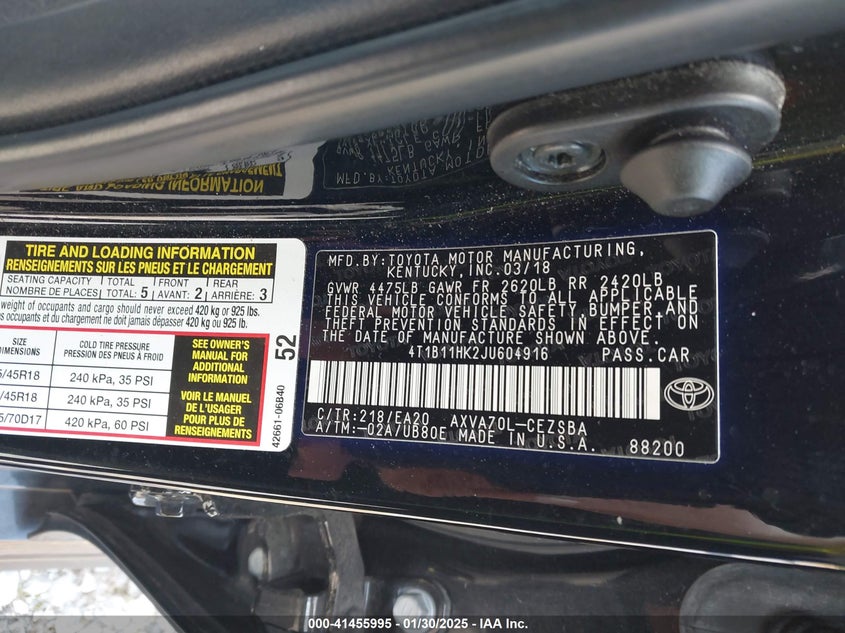 TIRE AND LOADING INFORMATION
RENSEIGNEMENTS SUR LES PNEUS ET LE CHARGEMENT
SEATING CAPACITY TOTAL FRONT REAR
NOMBRE DE PLACES TOTAL: 5 AVANT: 2 ARRIÈRE: 3
weight of occupants and cargo should never exceed 420 kg or 925 lbs.
occupants et du chargement ne doit jamais dépasser 420 kg ou 925 lb.
COLD TIRE PRESSURE
PRESSION DES PNEUS À FROID
/45R18 240 kPa, 35 PSI
/45R18 240 kPa, 35 PSI
/70D17 420 kPa, 60 PSI
SEE OWNER'S
MANUAL FOR
ADDITIONAL
INFORMATION
VOIR LE MANUEL
DE L'USAGER
POUR PLUS DE
RENSEIGNEMENTS
52
42661-06B40
MFD.BY:TOYOTA MOTOR MANUFACTURING,
KENTUCKY,INC.03/18
GVWR 4475LB GAWR FR 2620LB RR 2420LB
THIS VEHICLE CONFORMS TO ALL APPLICABLE
FEDERAL MOTOR VEHICLE SAFETY,BUMPER,AND
THEFT PREVENTION STANDARDS IN EFFECT ON
THE DATE OF MANUFACTURE SHOWN ABOVE.
4T1B11HK2JU604916 PASS.CAR
C/TR:218/EA20 AXVA70L-CEZSBA
A/TM:-02A/UB80E MADE IN U.S.A. 88200
TOYOTA
000-41455995 - 01/30/2025 - IAA Inc.